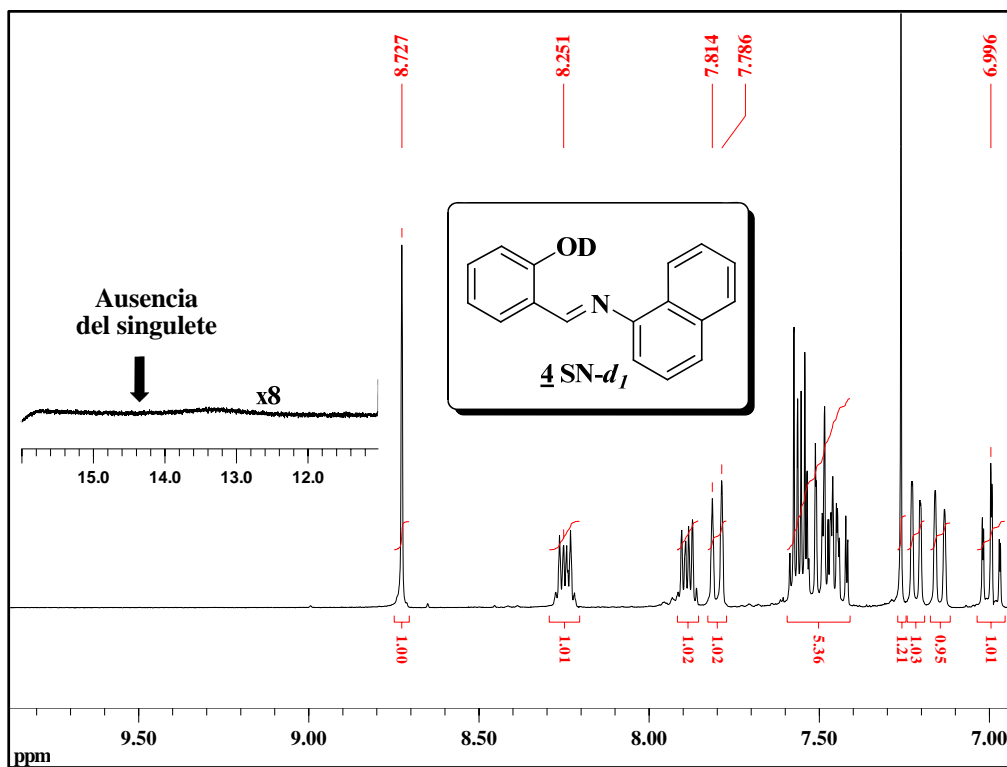 8.727
8.251
7.814
7.786
6.996
OD
N
4 SN-d1
Ausencia
del singulete
x8
15.0 14.0 13.0 12.0
1.00
1.01
1.02
1.02
5.36
1.21
1.03
0.95
1.01
9.50 9.00 8.50 8.00 7.50 7.00
ppm